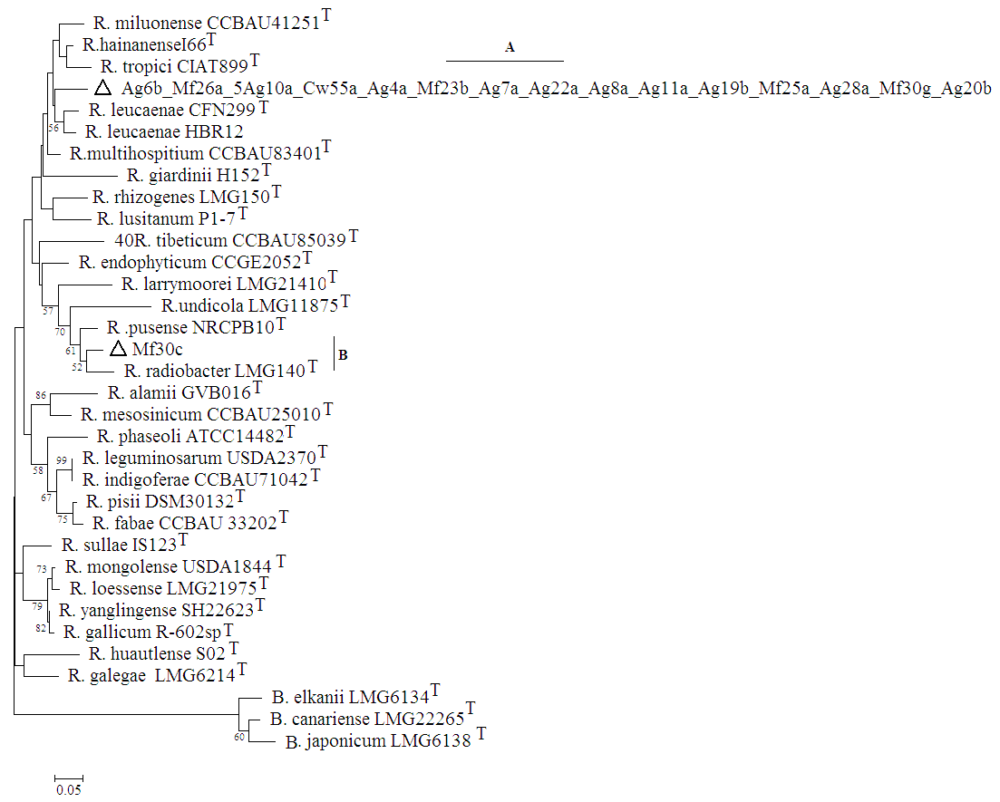 R. miluonense CCBAU41251T
R.hainanenseI66T
A
R. tropici CIAT899T
Ag6b_Mf26a_5Ag10a_Cw55a_Ag4a_Mf23b_Ag7a_Ag22a_Ag8a_Ag11a_Ag19b_Mf25a_Ag28a_Mf30g_Ag20b
R. leucaenae CFN299T
56
R. leucaenae HBR12
R.multihospitium CCBAU83401T
R. giardinii H152T
R. rhizogenes LMG150T
R. lusitanum P1-7T
40R. tibeticum CCBAU85039T
R. endophyticum CCGE2052T
R. larrymoorei LMG21410T
57
R.undicola LMG11875T
70
R .pusense NRCPB10T
61
Mf30c
B
52
R. radiobacter LMG140T
86
R. alamii GVB016T
R. mesosinicum CCBAU25010T
R. phaseoli ATCC14482T
99
R. leguminosarum USDA2370T
58
R. indigoferae CCBAU71042T
67
R. pisii DSM30132T
75
R. fabae CCBAU 33202T
R. sullae IS123T
73
R. mongolense USDA1844 T
R. loessense LMG21975T
79
R. yanglingense SH22623T
82
R. gallicum R-602spT
R. huautlense S02T
R. galegae LMG6214T
B. elkanii LMG6134T
B. canariense LMG22265T
60
B. japonicum LMG6138 T
0.05